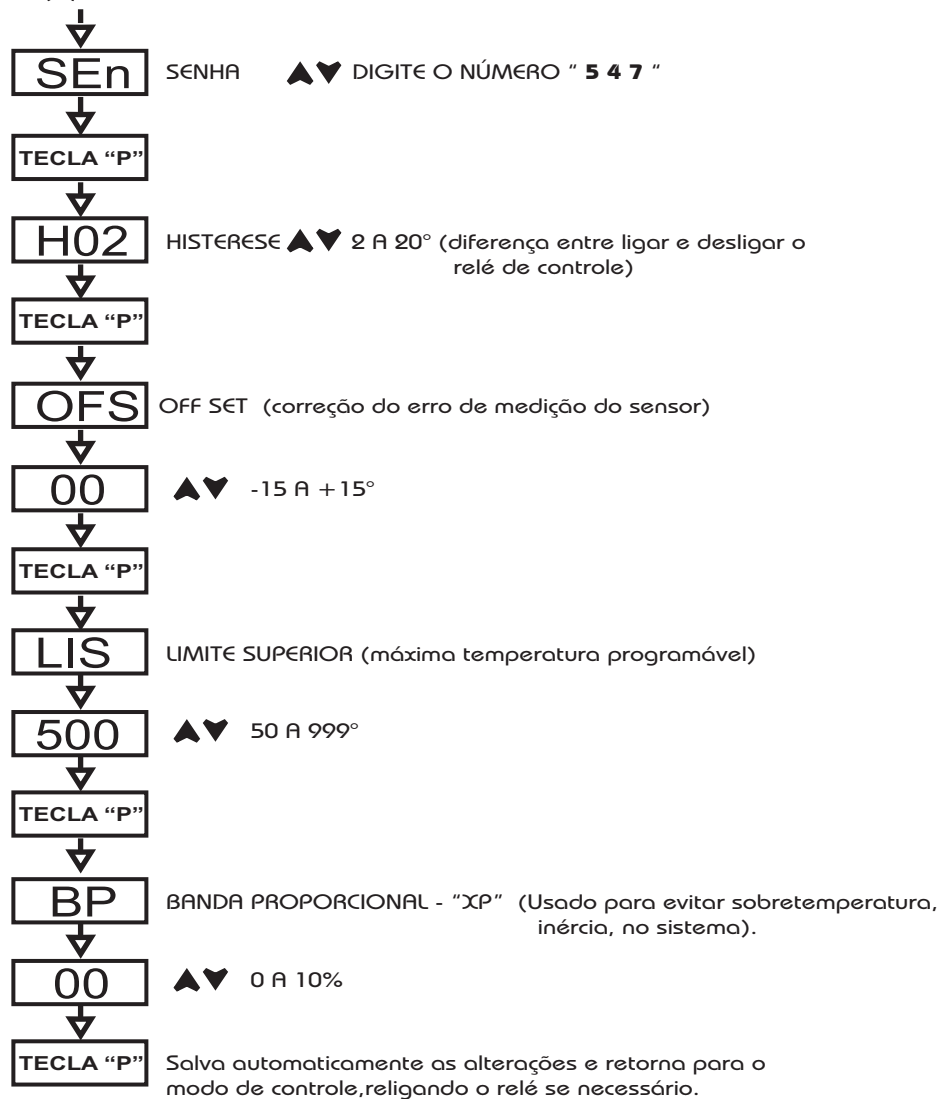 SEn SENHA DIGITE O NÚMERO " 5 4 7 "
TECLA “P”
H02 HISTERESE 2 A 20° (diferença entre ligar e desligar o
relé de controle)
TECLA “P”
OFS OFF SET (correção do erro de medição do sensor)
00 -15 A +15°
TECLA “P”
LIS LIMITE SUPERIOR (máxima temperatura programável)
500 50 A 999°
TECLA “P”
BP BANDA PROPORCIONAL - "XP" (Usado para evitar sobretemperatura,
inércia, no sistema).
00 0 A 10%
TECLA “P” Salva automaticamente as alterações e retorna para o
modo de controle,religando o relé se necessário.